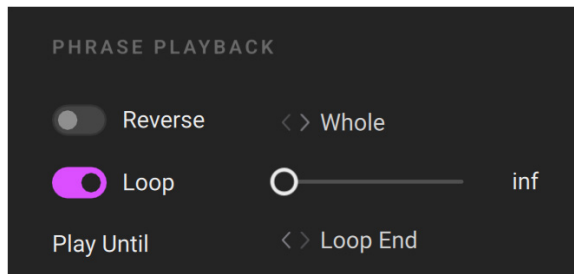 PHRASE PLAYBACK
Reverse < > Whole
Loop inf
Play Until < > Loop End